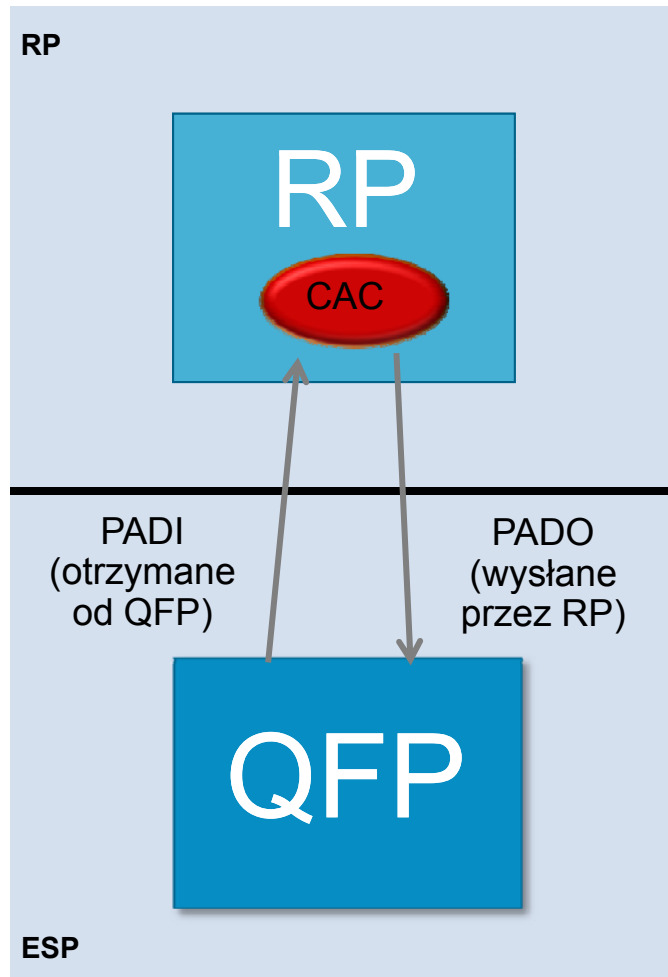 RP
RP
CAC
PADI
(otrzymane
od QFP)
PADO
(wysłane
przez RP)
QFP
ESP